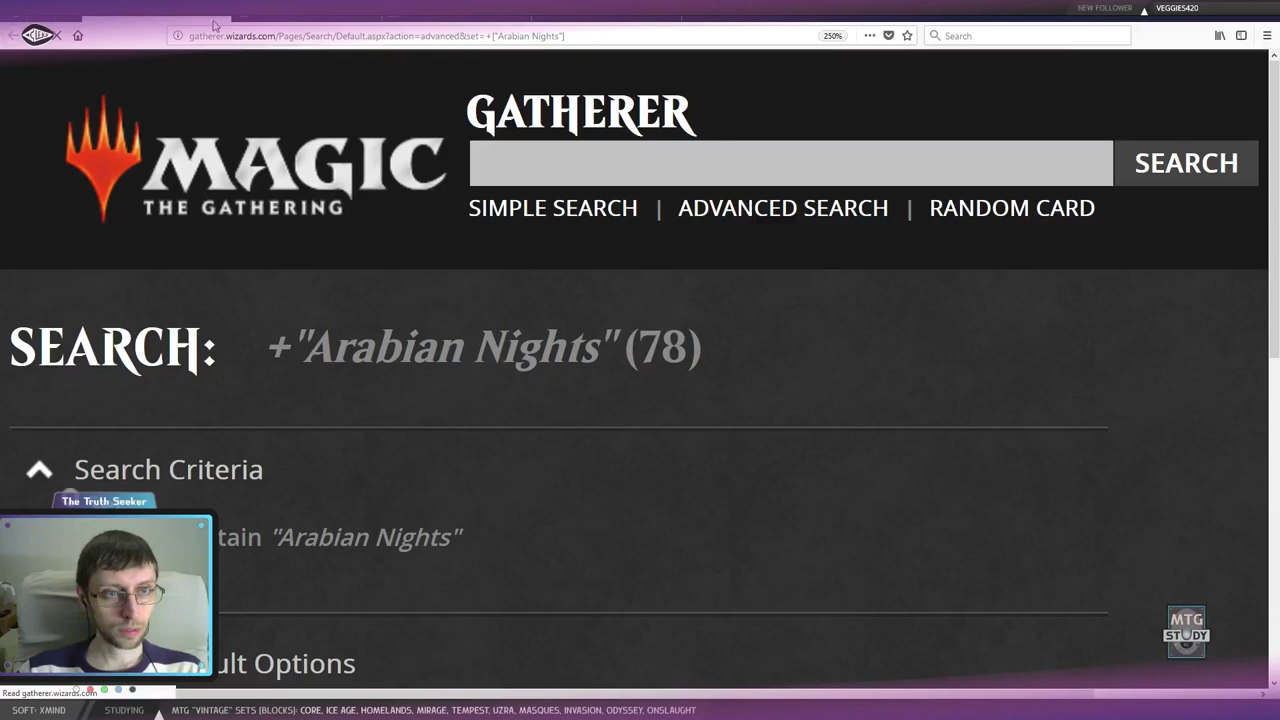 NEW FOLLOWER
VEGGIES420
gatherer.wizards.com/Pages/Search/Default.aspx?action=advanced&set=+["Arabian Nights"]
250%
Search
MAGIC
THE GATHERING
GATHERER
SEARCH
SIMPLE SEARCH | ADVANCED SEARCH | RANDOM CARD
SEARCH: +"Arabian Nights" (78)
Search Criteria
The Truth Seeker
tain "Arabian Nights"
MTG
STUDY
ult Options
Read gatherer.wizards.com
SOFT: XMIND
STUDYING
MTG "VINTAGE" SETS (BLOCKS): CORE, ICE AGE, HOMELANDS, MIRAGE, TEMPEST, UZRA, MASQUES, INVASION, ODYSSEY, ONSLAUGHT